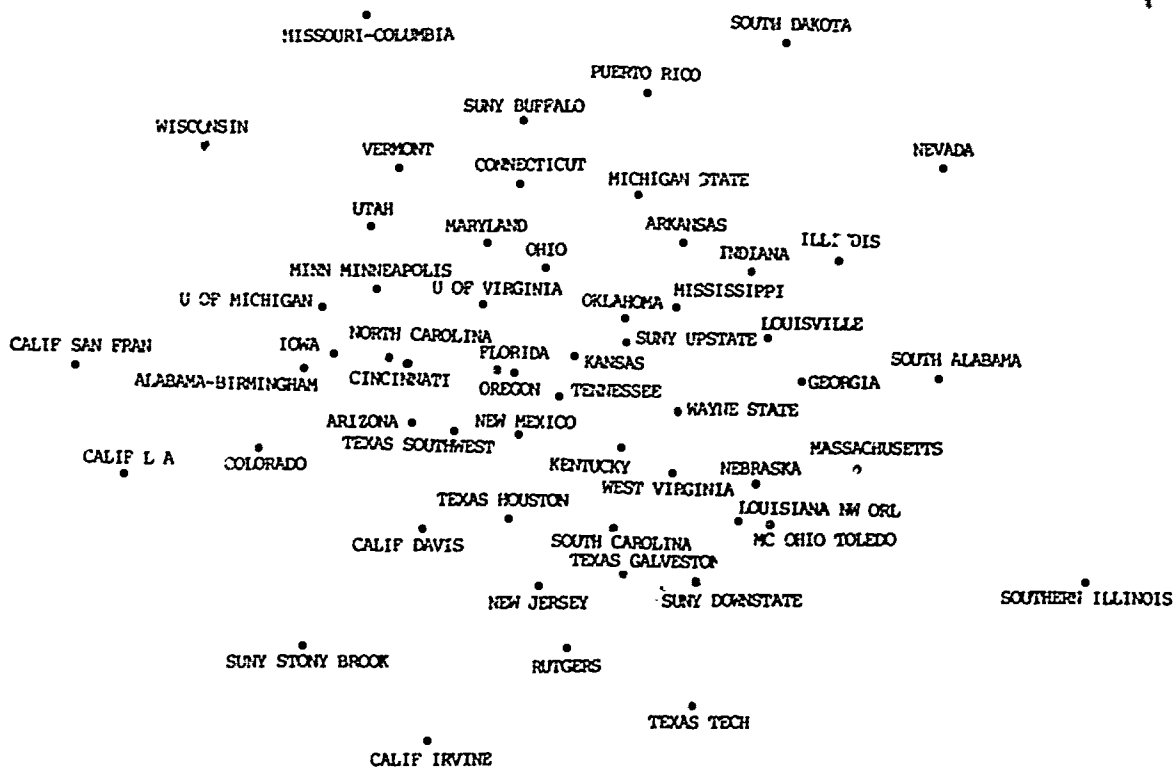 SOUTH DAKOTA
MISSOURI-COLUMBIA
PUERTO RICO
SUNY BUFFALO
WISCONSIN
VERMONT
NEVADA
CONNECTICUT
MICHIGAN STATE
UTAH
MARYLAND
ARKANSAS
OHIO
INDIANA
ILLINOIS
MINN MINNEAPOLIS
U OF VIRGINIA
MISSISSIPPI
U OF MICHIGAN
OKLAHOMA
LOUISVILLE
NORTH CAROLINA
SUNY UPSTATE
CALIF SAN FRAN
IOWA
FLORIDA
KANSAS
SOUTH ALABAMA
ALABAMA-BIRMINGHAM
CINCINNATI
OREGON
TENNESSEE
GEORGIA
WAYNE STATE
ARIZONA
NEW MEXICO
TEXAS SOUTHWEST
MASSACHUSETTS
CALIF L A
COLORADO
KENTUCKY
NEBRASKA
WEST VIRGINIA
TEXAS HOUSTON
LOUISIANA NW ORL
CALIF DAVIS
SOUTH CAROLINA
MC OHIO TOLEDO
TEXAS GALVESTON
NEW JERSEY
SUNY DOWNSTATE
SOUTHERN ILLINOIS
SUNY STONY BROOK
RUTGERS
TEXAS TECH
CALIF IRVINE